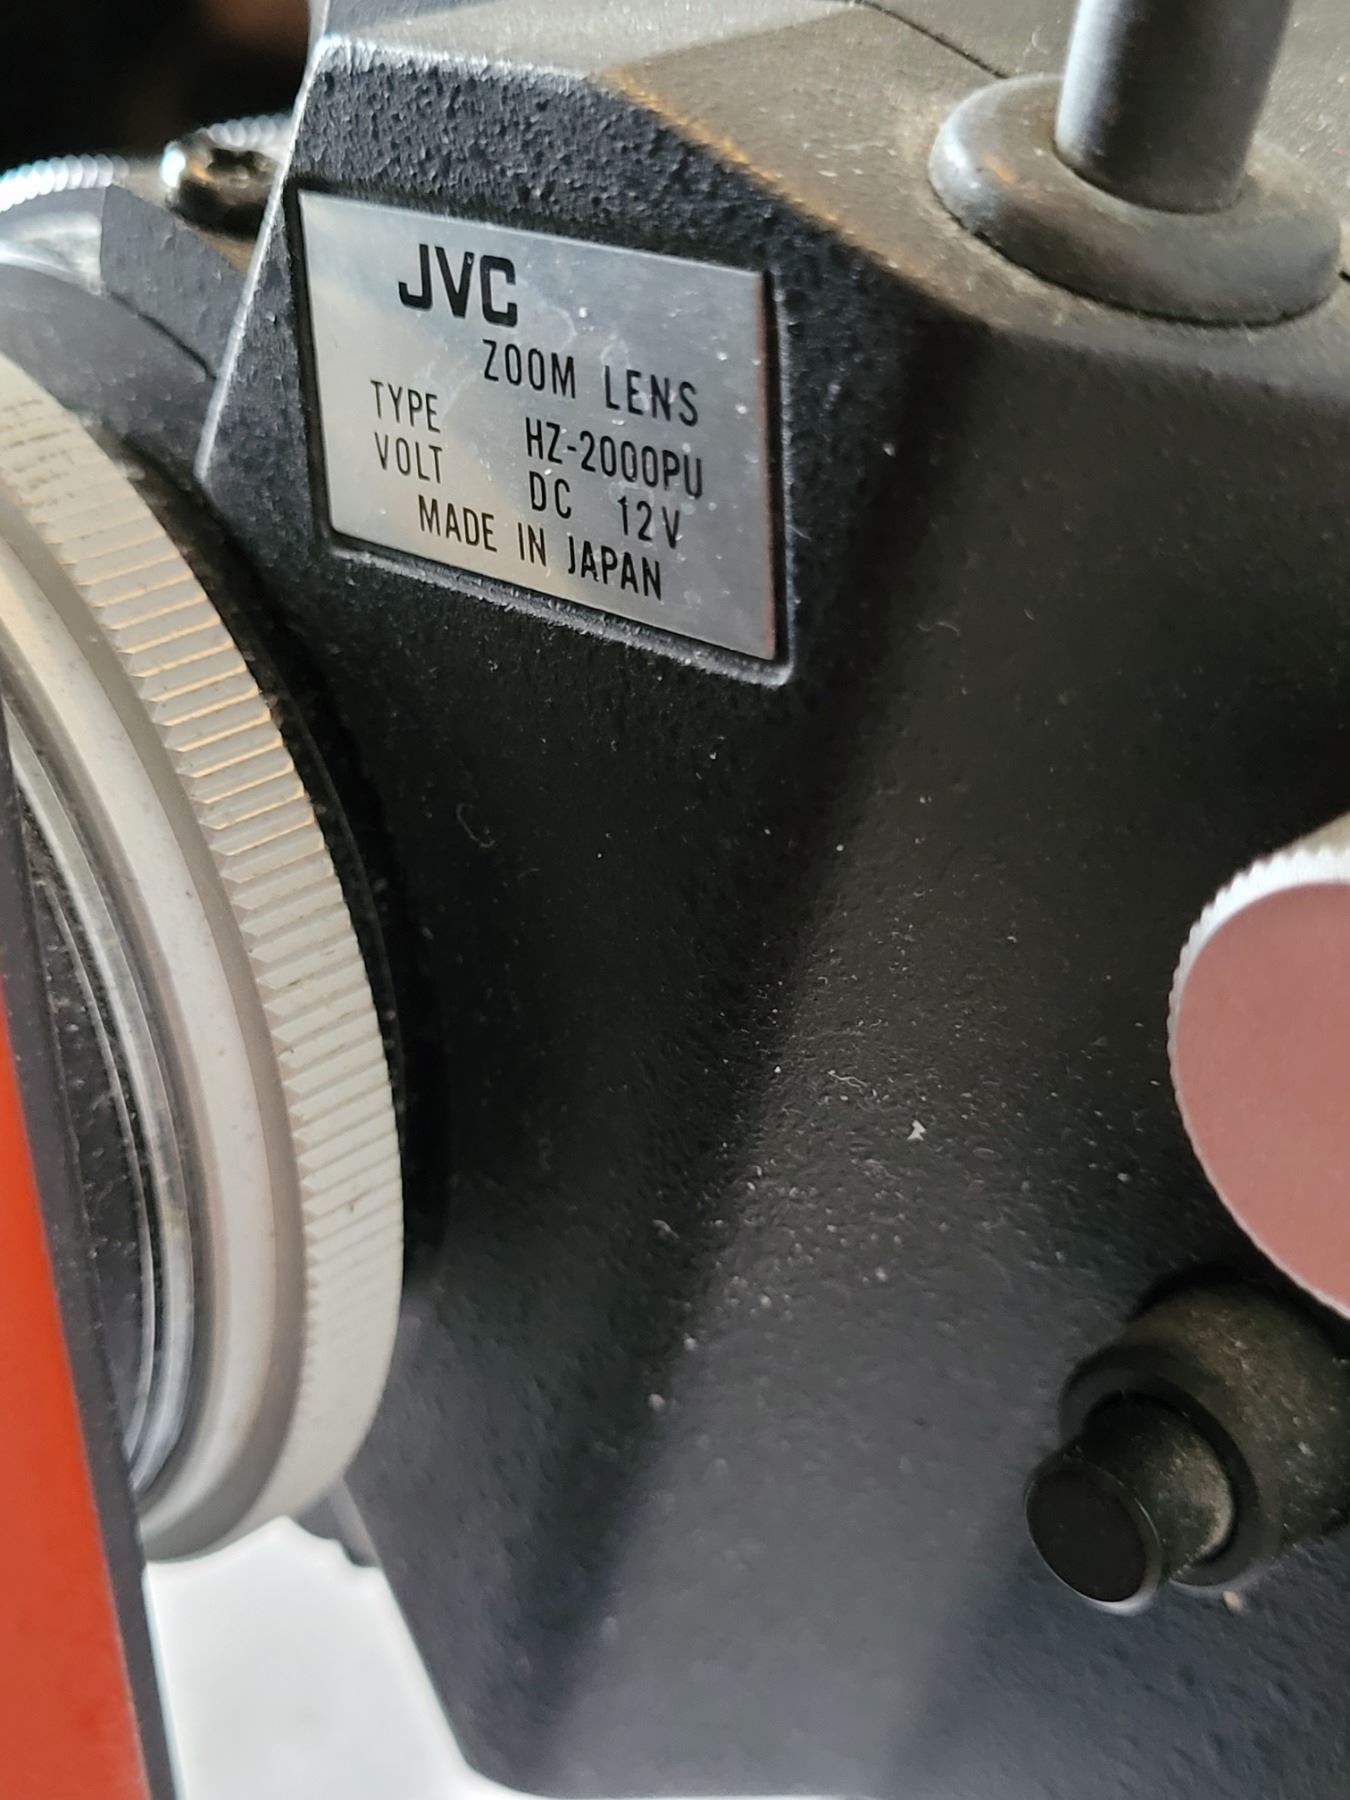 JVC
ZOOM LENS
TYPE HZ-2000PU
VOLT DC 12V
MADE IN JAPAN